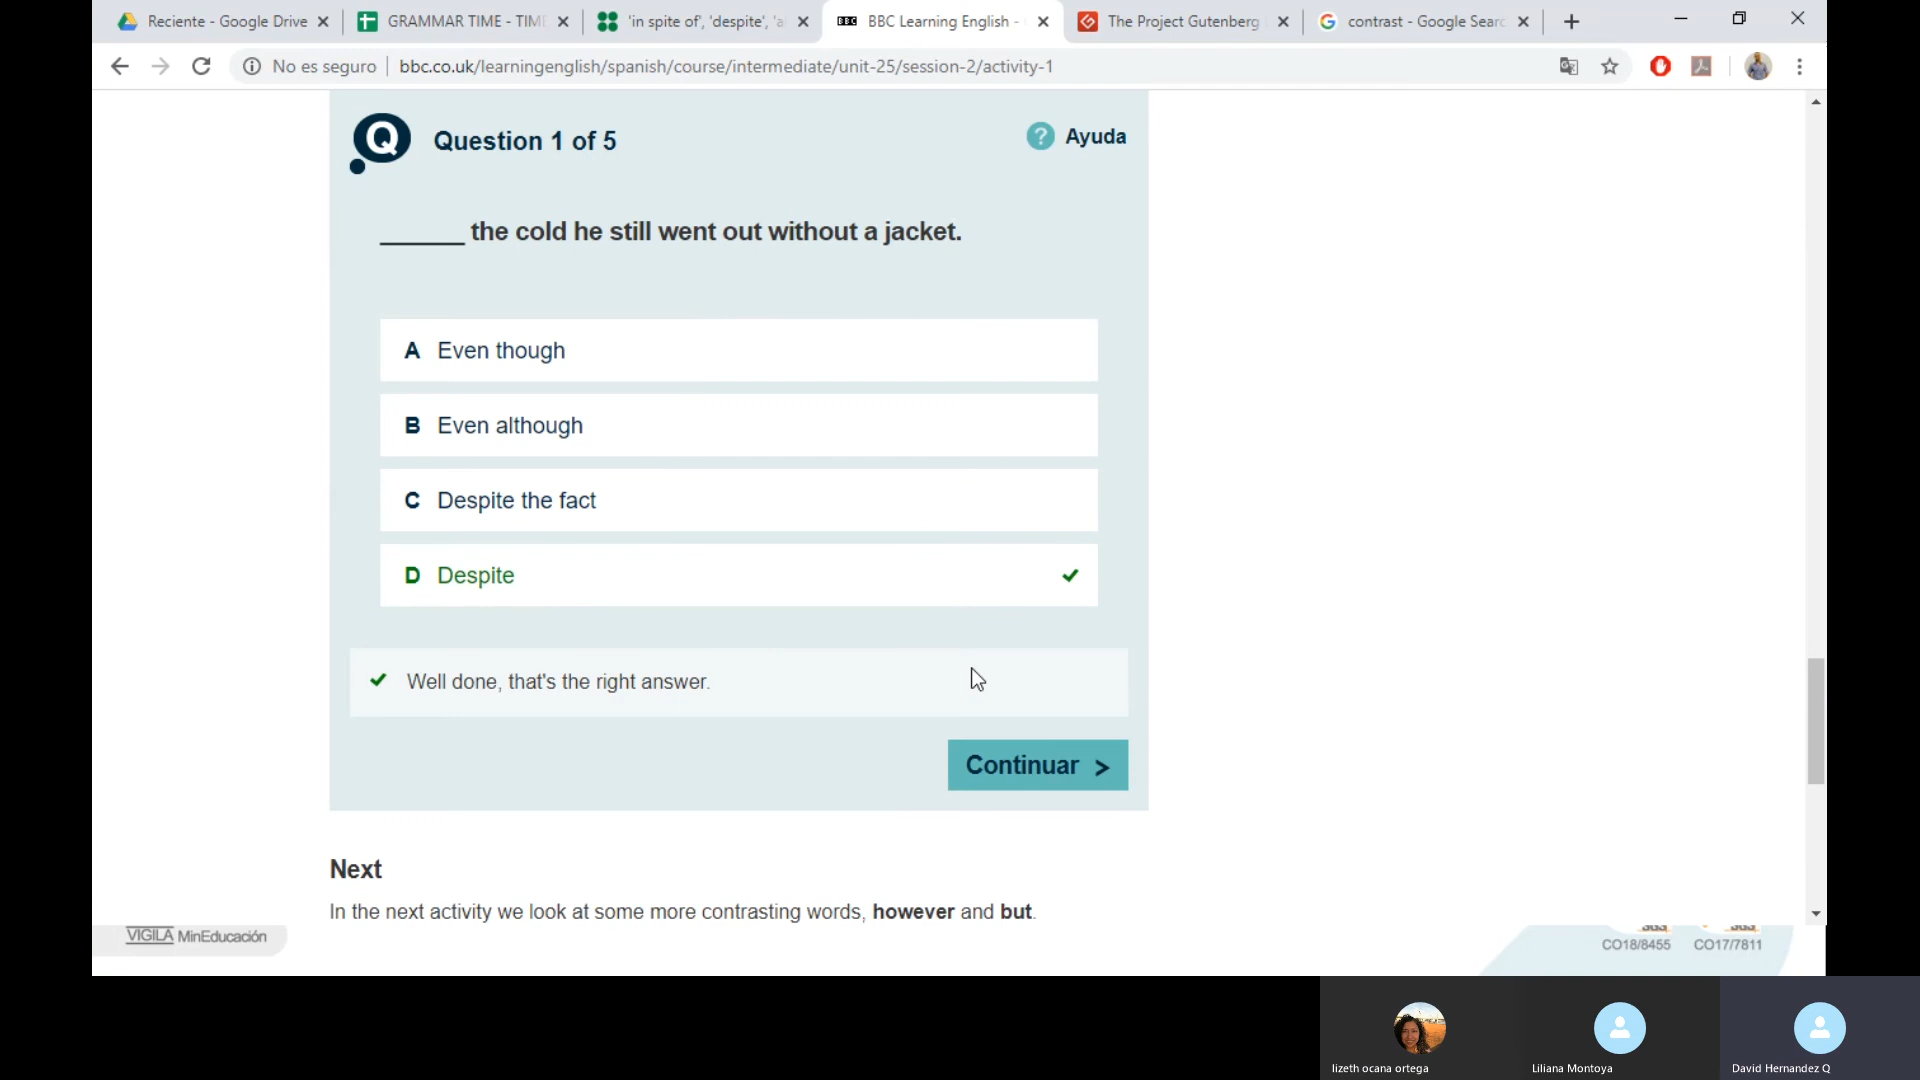 Reciente - Google Drive
GRAMMAR TIME - TIME
'in spite of', 'despite', 'a
BBC Learning English -
The Project Gutenberg
contrast - Google Searc
No es seguro
bbc.co.uk/learningenglish/spanish/course/intermediate/unit-25/session-2/activity-1
Q
Question 1 of 5
? Ayuda
______ the cold he still went out without a jacket.
A Even though
B Even although
C Despite the fact
D Despite
Well done, that's the right answer.
Continuar >
Next
In the next activity we look at some more contrasting words, however and but.
VIGILA MinEducación
SGS SGS
CO18/8455 CO17/7811
lizeth ocana ortega
Liliana Montoya
David Hernandez Q